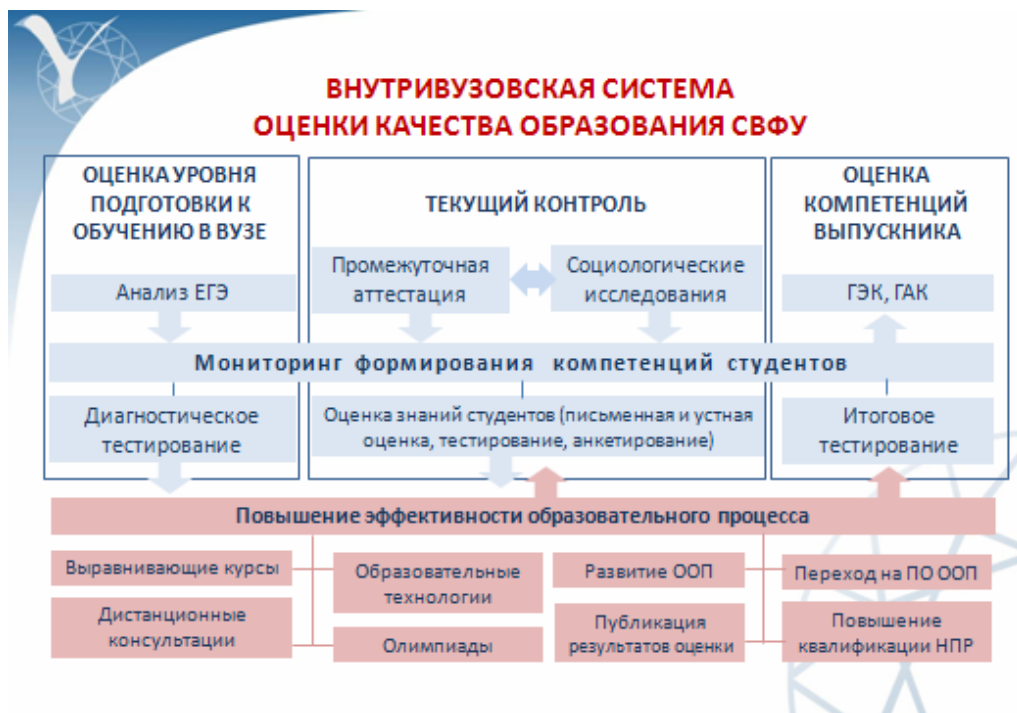 ВНУТРИВУЗОВСКАЯ СИСТЕМА
ОЦЕНКИ КАЧЕСТВА ОБРАЗОВАНИЯ СВФУ
ОЦЕНКА УРОВНЯ
ПОДГОТОВКИ К
ОБУЧЕНИЮ В ВУЗЕ
ТЕКУЩИЙ КОНТРОЛЬ
ОЦЕНКА
КОМПЕТЕНЦИЙ
ВЫПУСКНИКА
Анализ ЕГЭ
Промежуточная
аттестация
Социологические
исследования
ГЭК, ГАК
Мониторинг формирования компетенций студентов
Диагностическое
тестирование
Оценка знаний студентов (письменная и устная
оценка, тестирование, анкетирование)
Итоговое
тестирование
Повышение эффективности образовательного процесса
Выравнивающие курсы
Образовательные
технологии
Развитие ООП
Переход на ПО ООП
Дистанционные
консультации
Олимпиады
Публикация
результатов оценки
Повышение
квалификации НПР